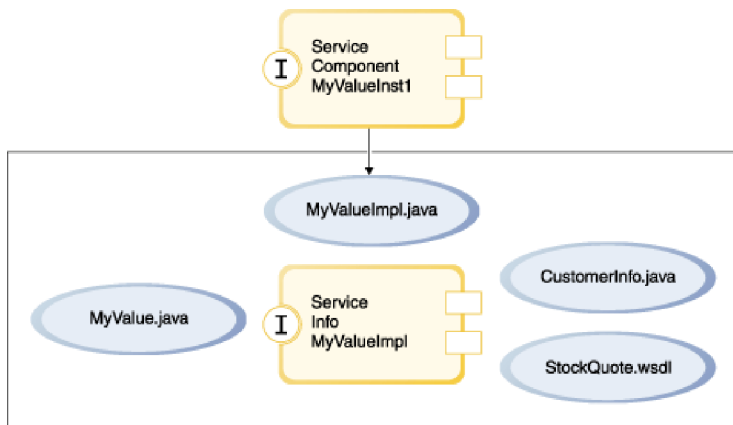 I
Service
Component
MyValueInst1
MyValueImpl.java
CustomerInfo.java
MyValue.java
I
Service
Info
MyValueImpl
StockQuote.wsdl